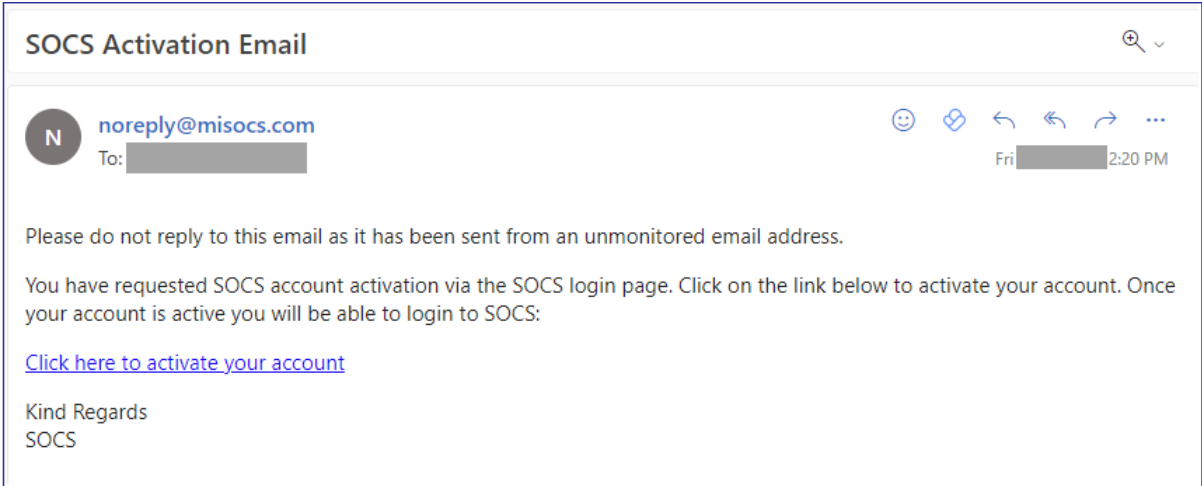 SOCS Activation Email
N
noreply@misocs.com
To:
Fri 2:20 PM
Please do not reply to this email as it has been sent from an unmonitored email address.
You have requested SOCS account activation via the SOCS login page. Click on the link below to activate your account. Once
your account is active you will be able to login to SOCS:
Click here to activate your account
Kind Regards
SOCS